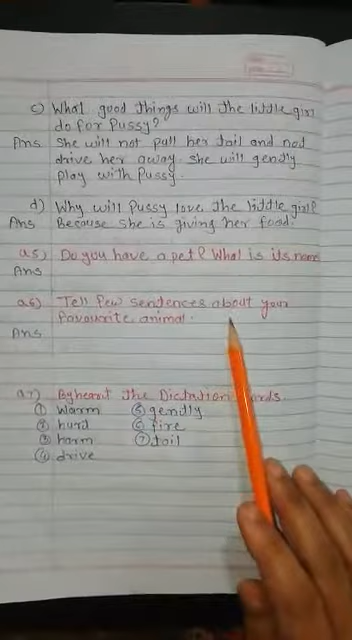 c) What good things will the little girl
do for Pussy?
Ans She will not pull her tail and not
drive her away. she will gently
play with Pussy.
d) Why will Pussy love the little girl?
Ans Because she is giving her food.
Q5) Do you have a pet? What is its name
Ans
Q6) Tell few sentences about your
favourite animal.
Ans
Q7) Byheart the Dictation words
① warm ⑤ gently
② hurt ⑥ fire
③ harm ⑦ tail
④ drive